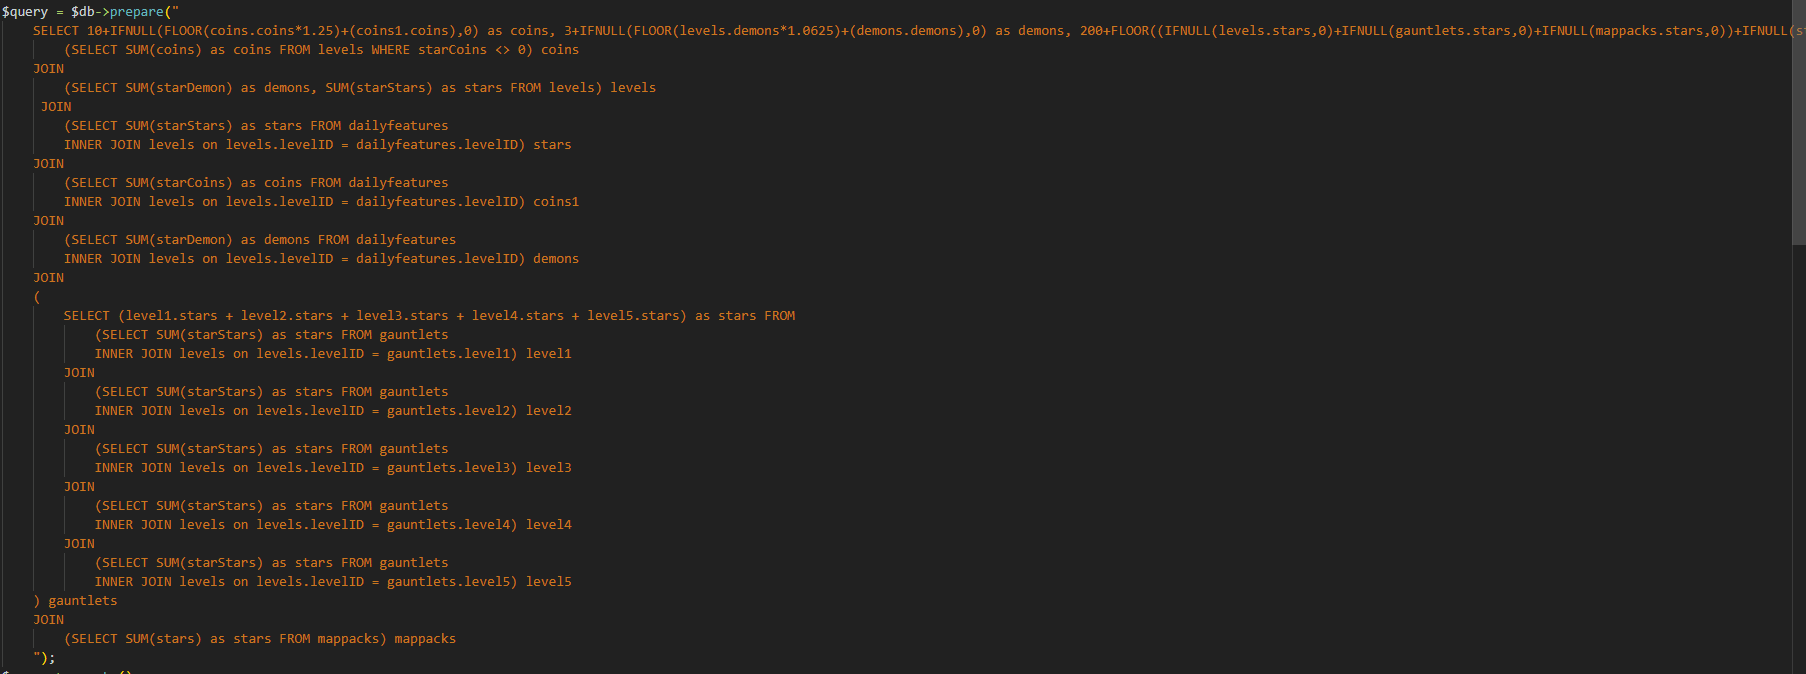 $query = $db->prepare("
SELECT 10+IFNULL(FLOOR(coins.coins*1.25)+(coins1.coins),0) as coins, 3+IFNULL(FLOOR(levels.demons*1.0625)+(demons.demons),0) as demons, 200+FLOOR((IFNULL(levels.stars,0)+IFNULL(gauntlets.stars,0)+IFNULL(mappacks.stars,0))+IFNULL(
(SELECT SUM(coins) as coins FROM levels WHERE starCoins <> 0) coins
JOIN
(SELECT SUM(starDemon) as demons, SUM(starStars) as stars FROM levels) levels
JOIN
(SELECT SUM(starStars) as stars FROM dailyfeatures
INNER JOIN levels on levels.levelID = dailyfeatures.levelID) stars
JOIN
(SELECT SUM(starCoins) as coins FROM dailyfeatures
INNER JOIN levels on levels.levelID = dailyfeatures.levelID) coins1
JOIN
(SELECT SUM(starDemon) as demons FROM dailyfeatures
INNER JOIN levels on levels.levelID = dailyfeatures.levelID) demons
JOIN
(
SELECT (level1.stars + level2.stars + level3.stars + level4.stars + level5.stars) as stars FROM
(SELECT SUM(starStars) as stars FROM gauntlets
INNER JOIN levels on levels.levelID = gauntlets.level1) level1
JOIN
(SELECT SUM(starStars) as stars FROM gauntlets
INNER JOIN levels on levels.levelID = gauntlets.level2) level2
JOIN
(SELECT SUM(starStars) as stars FROM gauntlets
INNER JOIN levels on levels.levelID = gauntlets.level3) level3
JOIN
(SELECT SUM(starStars) as stars FROM gauntlets
INNER JOIN levels on levels.levelID = gauntlets.level4) level4
JOIN
(SELECT SUM(starStars) as stars FROM gauntlets
INNER JOIN levels on levels.levelID = gauntlets.level5) level5
) gauntlets
JOIN
(SELECT SUM(stars) as stars FROM mappacks) mappacks
");